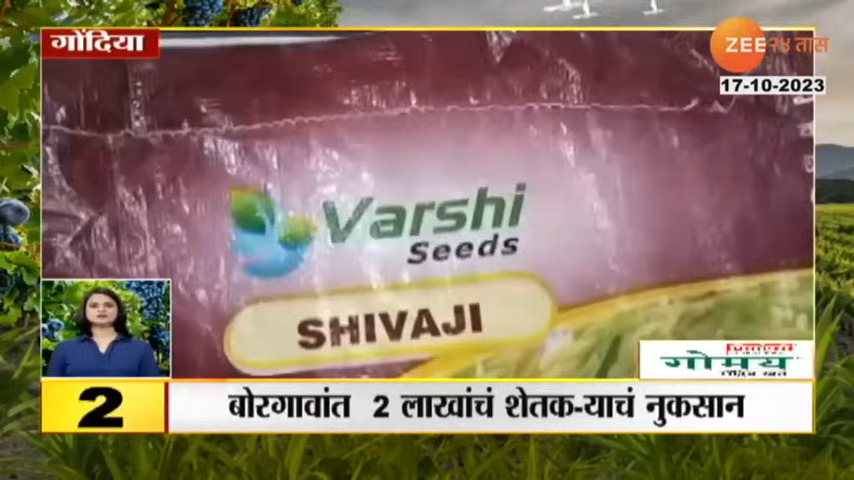 गोंदिया
ZEE २४ तास
17-10-2023
Varshi
Seeds
SHIVAJI
गोमय
2
बोरगावांत 2 लाखांचं शेतक-याचं नुकसान